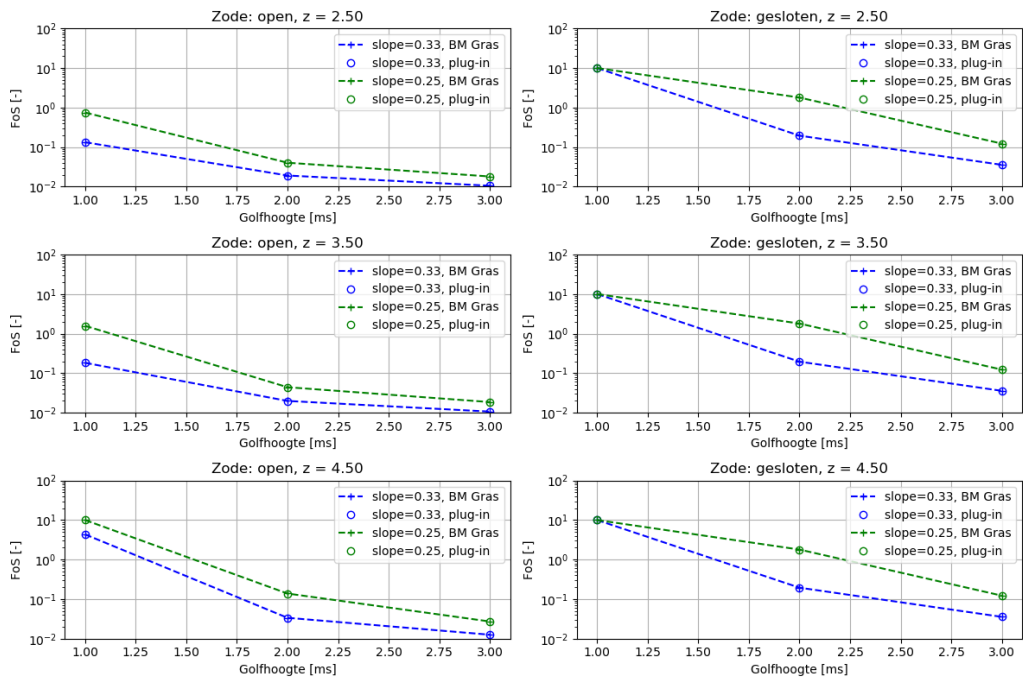 Zode: open, z = 2.50
FoS [-]
10²
10¹
10⁰
10⁻¹
10⁻²
slope=0.33, BM Gras
slope=0.33, plug-in
slope=0.25, BM Gras
slope=0.25, plug-in
1.00 1.25 1.50 1.75 2.00 2.25 2.50 2.75 3.00
Golfhoogte [ms]
Zode: gesloten, z = 2.50
FoS [-]
10²
10¹
10⁰
10⁻¹
10⁻²
slope=0.33, BM Gras
slope=0.33, plug-in
slope=0.25, BM Gras
slope=0.25, plug-in
1.00 1.25 1.50 1.75 2.00 2.25 2.50 2.75 3.00
Golfhoogte [ms]
Zode: open, z = 3.50
FoS [-]
10²
10¹
10⁰
10⁻¹
10⁻²
slope=0.33, BM Gras
slope=0.33, plug-in
slope=0.25, BM Gras
slope=0.25, plug-in
1.00 1.25 1.50 1.75 2.00 2.25 2.50 2.75 3.00
Golfhoogte [ms]
Zode: gesloten, z = 3.50
FoS [-]
10²
10¹
10⁰
10⁻¹
10⁻²
slope=0.33, BM Gras
slope=0.33, plug-in
slope=0.25, BM Gras
slope=0.25, plug-in
1.00 1.25 1.50 1.75 2.00 2.25 2.50 2.75 3.00
Golfhoogte [ms]
Zode: open, z = 4.50
FoS [-]
10²
10¹
10⁰
10⁻¹
10⁻²
slope=0.33, BM Gras
slope=0.33, plug-in
slope=0.25, BM Gras
slope=0.25, plug-in
1.00 1.25 1.50 1.75 2.00 2.25 2.50 2.75 3.00
Golfhoogte [ms]
Zode: gesloten, z = 4.50
FoS [-]
10²
10¹
10⁰
10⁻¹
10⁻²
slope=0.33, BM Gras
slope=0.33, plug-in
slope=0.25, BM Gras
slope=0.25, plug-in
1.00 1.25 1.50 1.75 2.00 2.25 2.50 2.75 3.00
Golfhoogte [ms]